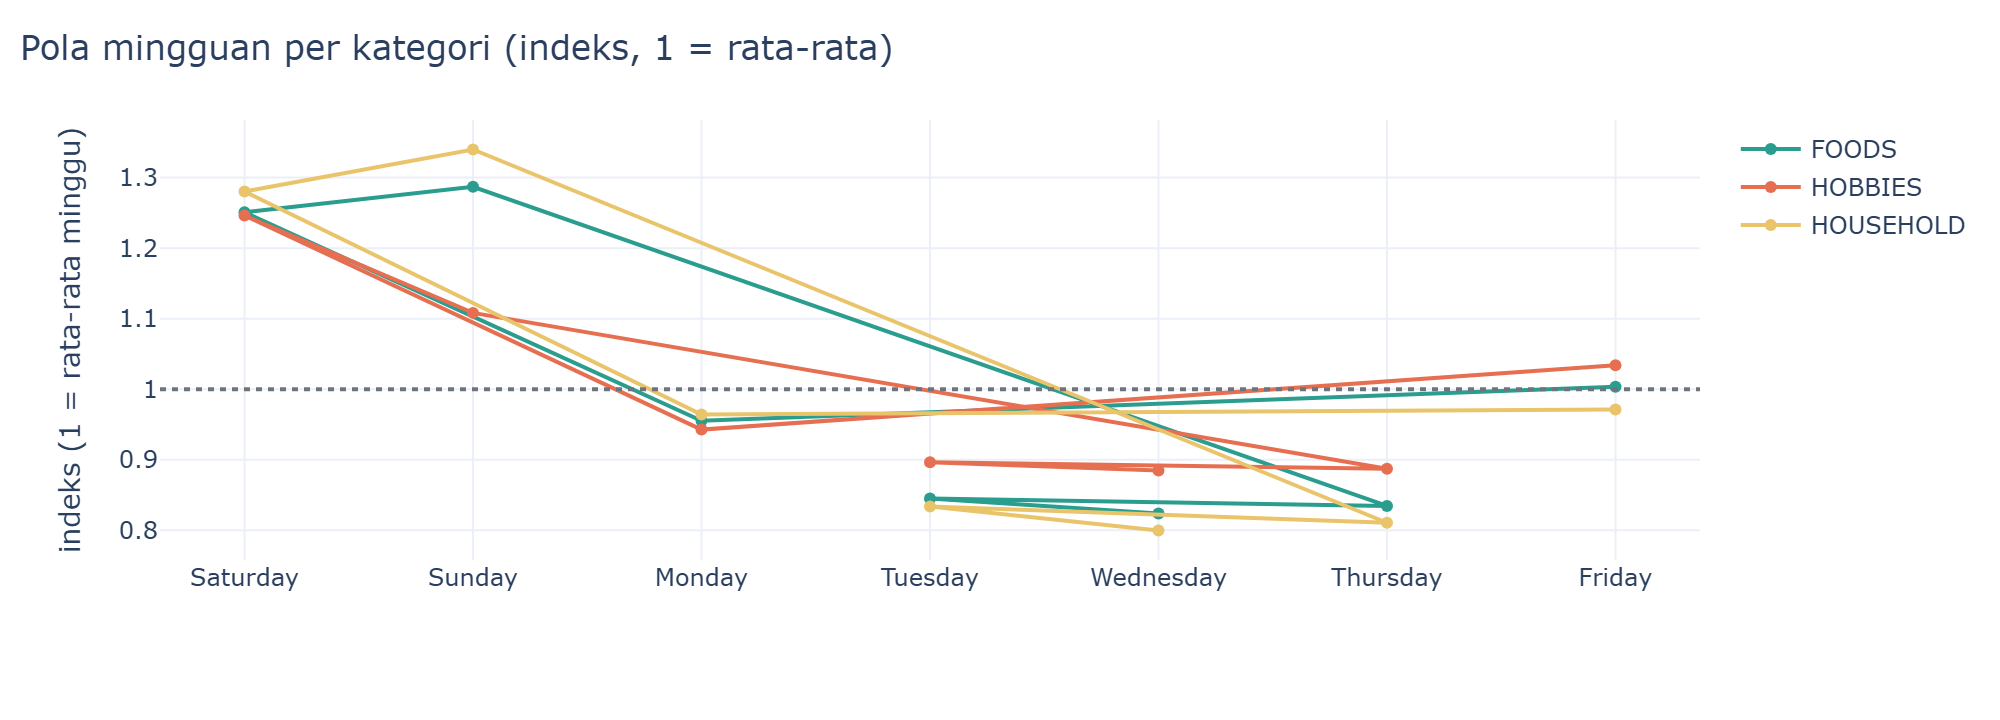 Pola mingguan per kategori (indeks, 1 = rata-rata)
indeks (1 = rata-rata minggu)
1.3
1.2
1.1
1
0.9
0.8
Saturday Sunday Monday Tuesday Wednesday Thursday Friday
FOODS
HOBBIES
HOUSEHOLD